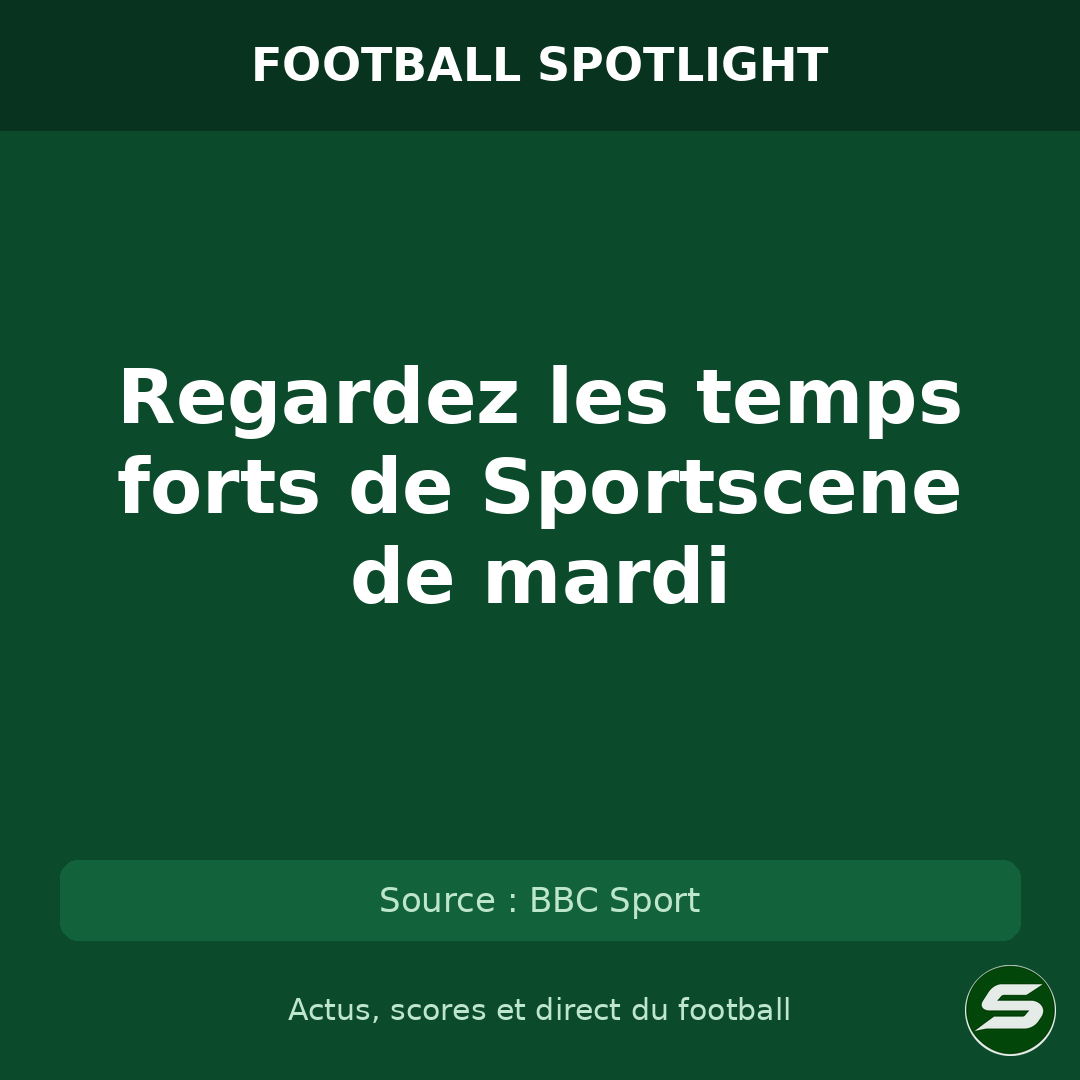 FOOTBALL SPOTLIGHT
Regardez les temps
forts de Sportscene
de mardi
Source : BBC Sport
Actus, scores et direct du football
S